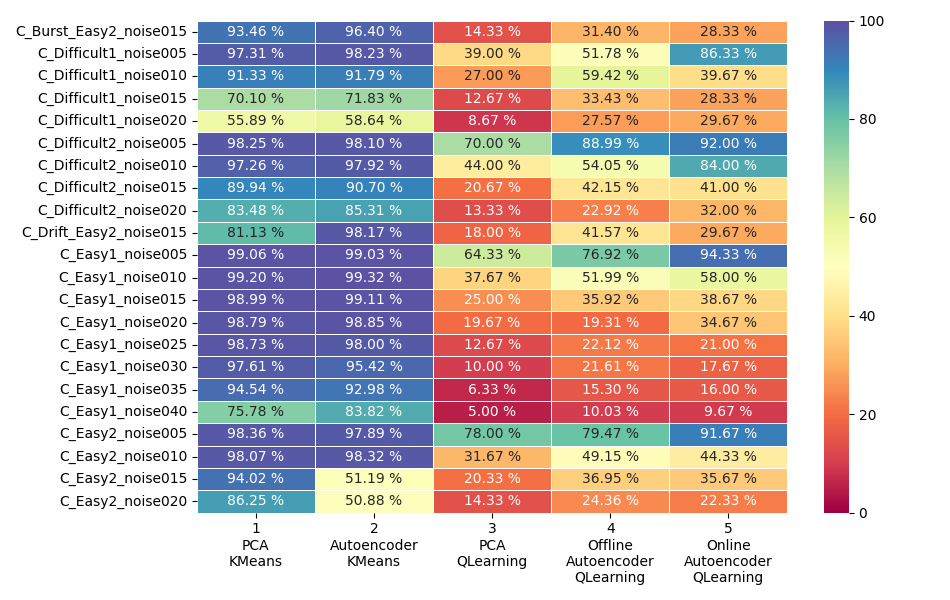 C_Burst_Easy2_noise015 93.46 % 96.40 % 14.33 % 31.40 % 28.33 %
C_Difficult1_noise005 97.31 % 98.23 % 39.00 % 51.78 % 86.33 %
C_Difficult1_noise010 91.33 % 91.79 % 27.00 % 59.42 % 39.67 %
C_Difficult1_noise015 70.10 % 71.83 % 12.67 % 33.43 % 28.33 %
C_Difficult1_noise020 55.89 % 58.64 % 8.67 % 27.57 % 29.67 %
C_Difficult2_noise005 98.25 % 98.10 % 70.00 % 88.99 % 92.00 %
C_Difficult2_noise010 97.26 % 97.92 % 44.00 % 54.05 % 84.00 %
C_Difficult2_noise015 89.94 % 90.70 % 20.67 % 42.15 % 41.00 %
C_Difficult2_noise020 83.48 % 85.31 % 13.33 % 22.92 % 32.00 %
C_Drift_Easy2_noise015 81.13 % 98.17 % 18.00 % 41.57 % 29.67 %
C_Easy1_noise005 99.06 % 99.03 % 64.33 % 76.92 % 94.33 %
C_Easy1_noise010 99.20 % 99.32 % 37.67 % 51.99 % 58.00 %
C_Easy1_noise015 98.99 % 99.11 % 25.00 % 35.92 % 38.67 %
C_Easy1_noise020 98.79 % 98.85 % 19.67 % 19.31 % 34.67 %
C_Easy1_noise025 98.73 % 98.00 % 12.67 % 22.12 % 21.00 %
C_Easy1_noise030 97.61 % 95.42 % 10.00 % 21.61 % 17.67 %
C_Easy1_noise035 94.54 % 92.98 % 6.33 % 15.30 % 16.00 %
C_Easy1_noise040 75.78 % 83.82 % 5.00 % 10.03 % 9.67 %
C_Easy2_noise005 98.36 % 97.89 % 78.00 % 79.47 % 91.67 %
C_Easy2_noise010 98.07 % 98.32 % 31.67 % 49.15 % 44.33 %
C_Easy2_noise015 94.02 % 51.19 % 20.33 % 36.95 % 35.67 %
C_Easy2_noise020 86.25 % 50.88 % 14.33 % 24.36 % 22.33 %
1
PCA
KMeans
2
Autoencoder
KMeans
3
PCA
QLearning
4
Offline
Autoencoder
QLearning
5
Online
Autoencoder
QLearning
100
80
60
40
20
0